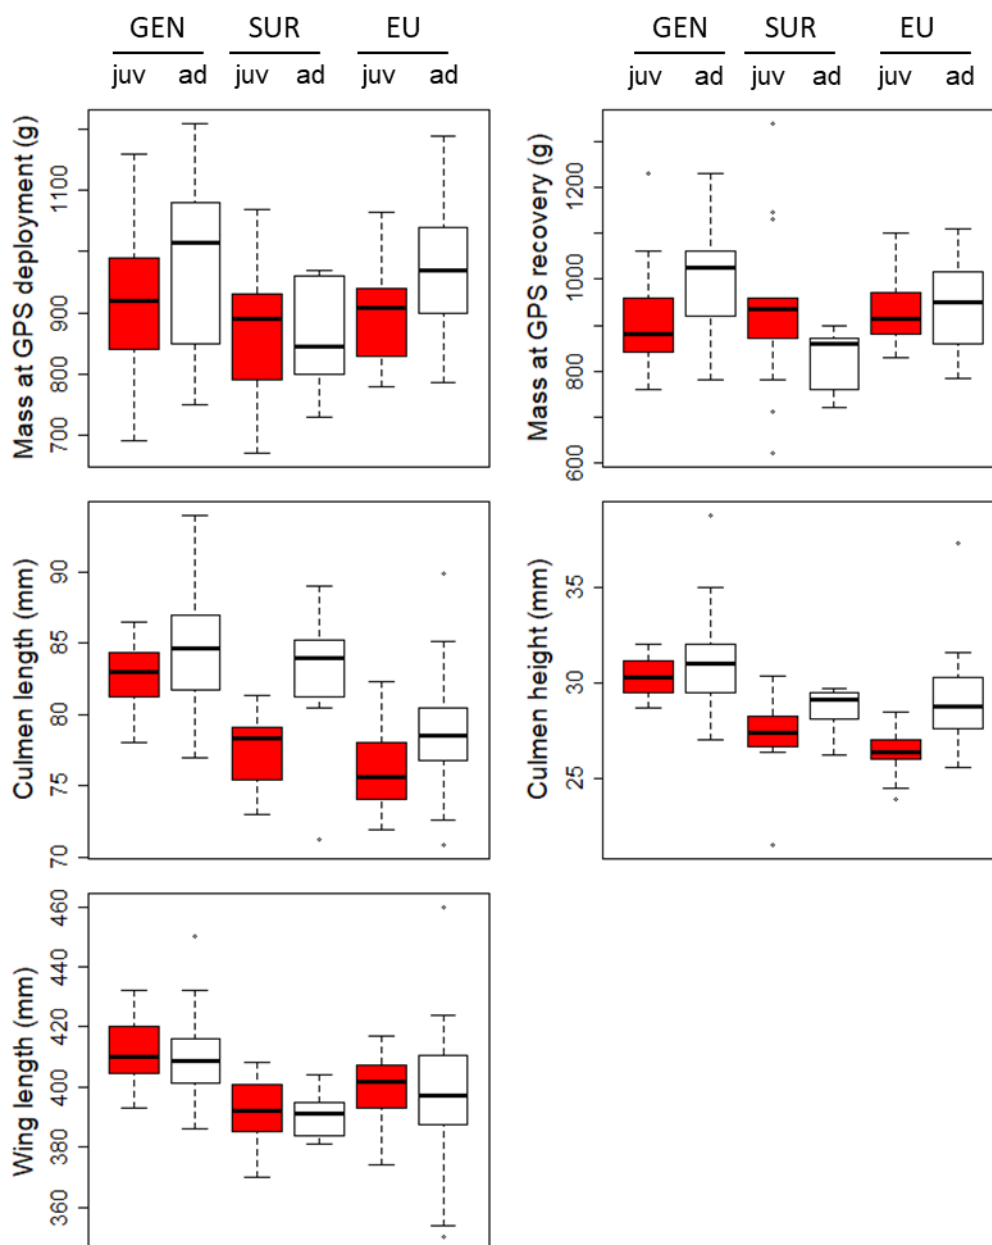 GEN SUR EU GEN SUR EU
juv ad juv ad juv ad juv ad juv ad juv ad
Mass at GPS deployment (g)
700 800 900 1100
Mass at GPS recovery (g)
600 800 1000 1200
Culmen length (mm)
70 75 80 85 90
Culmen height (mm)
25 30 35
Wing length (mm)
360 380 400 420 440 460